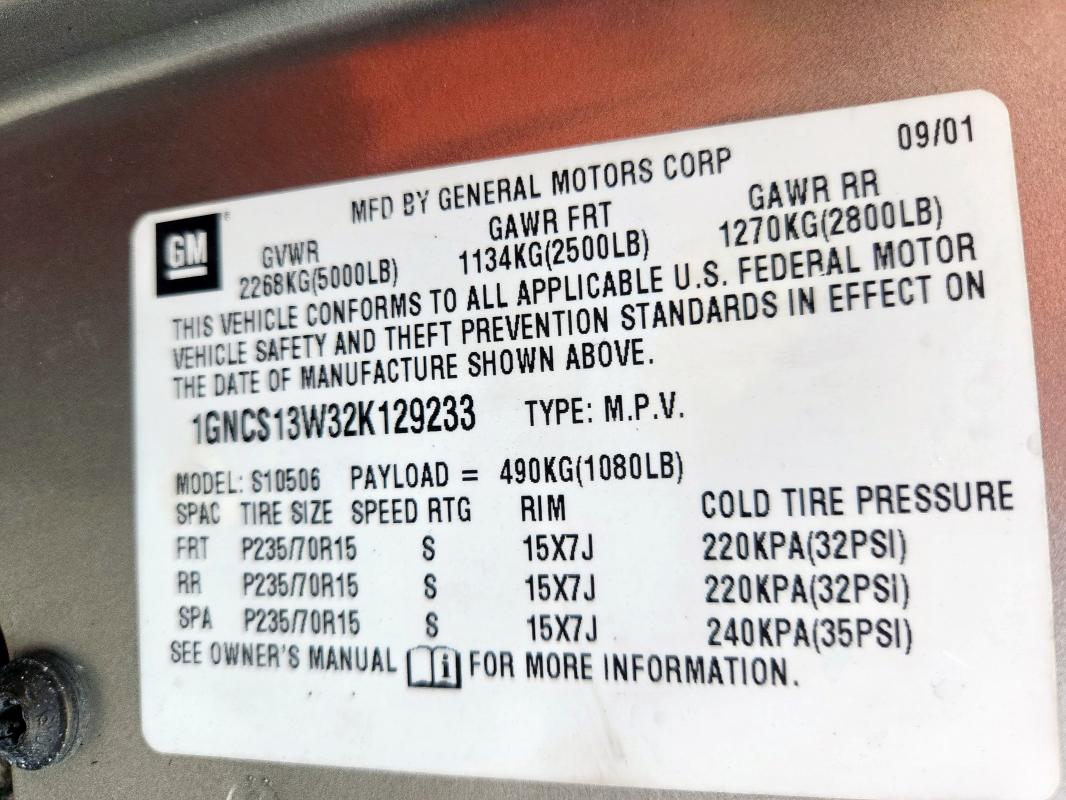 09/01
MFD BY GENERAL MOTORS CORP
GM®
GVWR GAWR FRT GAWR RR
2268KG(5000LB) 1134KG(2500LB) 1270KG(2800LB)
THIS VEHICLE CONFORMS TO ALL APPLICABLE U.S. FEDERAL MOTOR
VEHICLE SAFETY AND THEFT PREVENTION STANDARDS IN EFFECT ON
THE DATE OF MANUFACTURE SHOWN ABOVE.
1GNCS13W32K129233 TYPE: M.P.V.
MODEL: S10506 PAYLOAD = 490KG(1080LB)
SPAC TIRE SIZE SPEED RTG RIM COLD TIRE PRESSURE
FRT P235/70R15 S 15X7J 220KPA(32PSI)
RR P235/70R15 S 15X7J 220KPA(32PSI)
SPA P235/70R15 S 15X7J 240KPA(35PSI)
SEE OWNER'S MANUAL i FOR MORE INFORMATION.